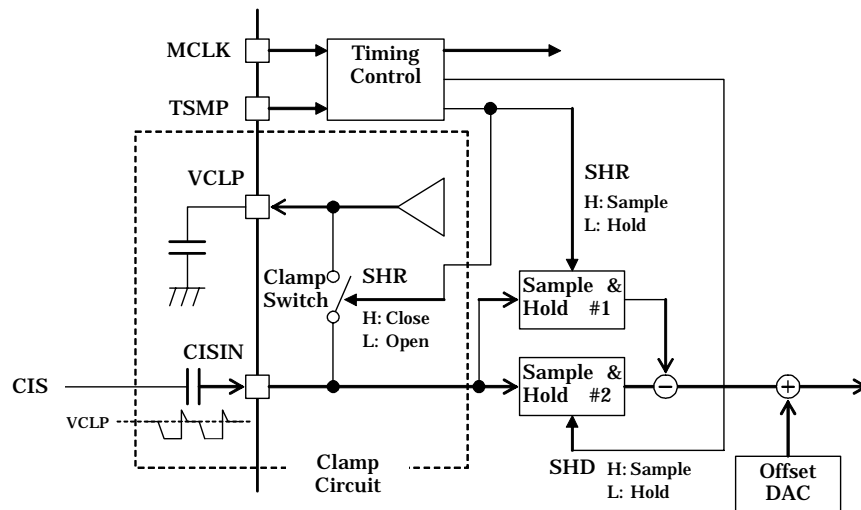 MCLK
Timing
Control
TSMP
VCLP
SHR
H: Sample
L: Hold
Clamp
Switch
SHR
H: Close
L: Open
Sample &
Hold #1
CISIN
CIS
Sample &
Hold #2
−
+
VCLP
Clamp
Circuit
SHD
H: Sample
L: Hold
Offset
DAC